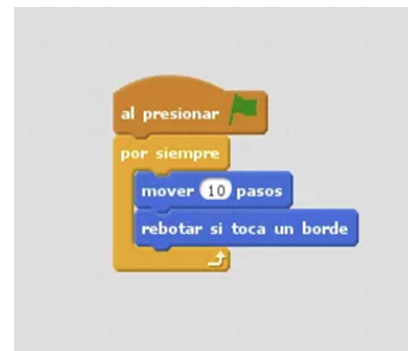 al presionar
por siempre
mover 10 pasos
rebotar si toca un borde